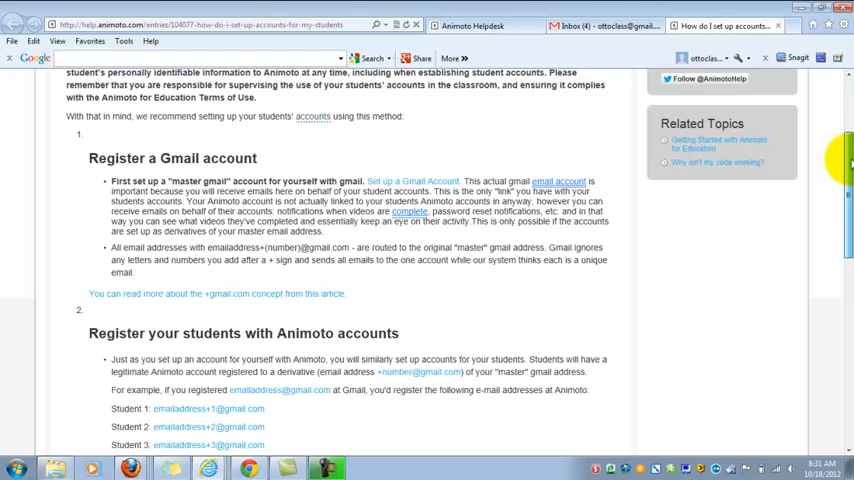 http://help.animoto.com/entries/104077-how-do-i-set-up-accounts-for-my-students
Animoto Helpdesk
Inbox (4) - ottoclass@gmail....
How do I set up accounts...
File Edit View Favorites Tools Help
Google
Search
Share
More »
ottoclas...
Snagit
student's personally identifiable information to Animoto at any time, including when establishing student accounts. Please
remember that you are responsible for supervising the use of your students' accounts in the classroom, and ensuring it complies
with the Animoto for Education Terms of Use.
With that in mind, we recommend setting up your students' accounts using this method:
1.
Register a Gmail account
• First set up a "master gmail" account for yourself with gmail. Set up a Gmail Account. This actual gmail email account is
important because you will receive emails here on behalf of your student accounts. This is the only "link" you have with your
students accounts. Your Animoto account is not actually linked to your students Animoto accounts in anyway, however you can
receive emails on behalf of their accounts: notifications when videos are complete, password reset notifications, etc. and in that
way you can see what videos they've completed and essentially keep an eye on their activity.This is only possible if the accounts
are set up as derivatives of your master email address.
• All email addresses with emailaddress+(number)@gmail.com - are routed to the original "master" gmail address. Gmail ignores
any letters and numbers you add after a + sign and sends all emails to the one account while our system thinks each is a unique
email.
You can read more about the +gmail.com concept from this article.
2.
Register your students with Animoto accounts
• Just as you set up an account for yourself with Animoto, you will similarly set up accounts for your students. Students will have a
legitimate Animoto account registered to a derivative (email address +number@gmail.com) of your "master" gmail address.
For example, if you registered emailaddress@gmail.com at Gmail, you'd register the following e-mail addresses at Animoto:
Student 1: emailaddress+1@gmail.com
Student 2: emailaddress+2@gmail.com
Student 3: emailaddress+3@gmail.com
Follow @AnimotoHelp
Related Topics
Getting Started with Animoto
for Education
Why isn't my code working?
8:31 AM
10/18/2012